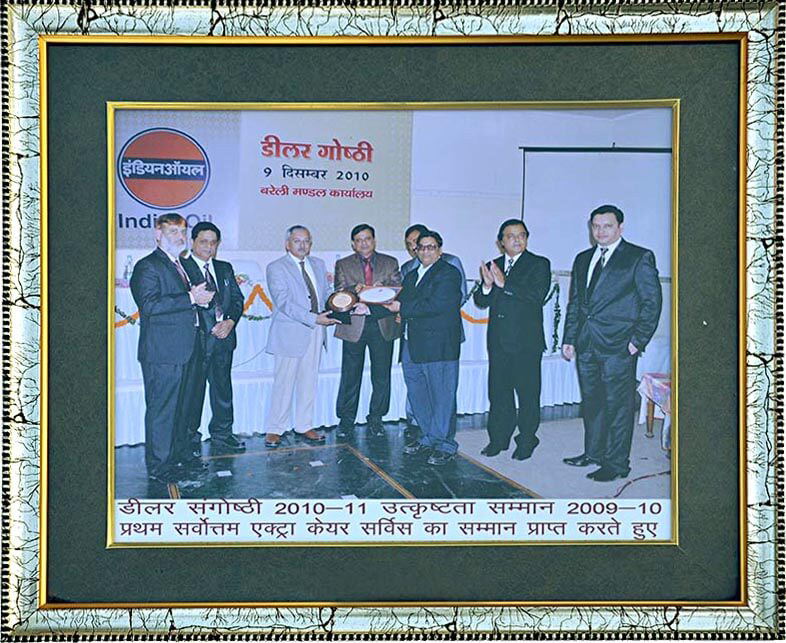 इंडियनऑयल
डीलर गोष्ठी
9 दिसम्बर 2010
बरेली मण्डल कार्यालय
डीलर संगोष्ठी 2010–11 उत्कृष्टता सम्मान 2009–10
प्रथम सर्वोत्तम एक्ट्रा केयर सर्विस का सम्मान प्राप्त करते हुए